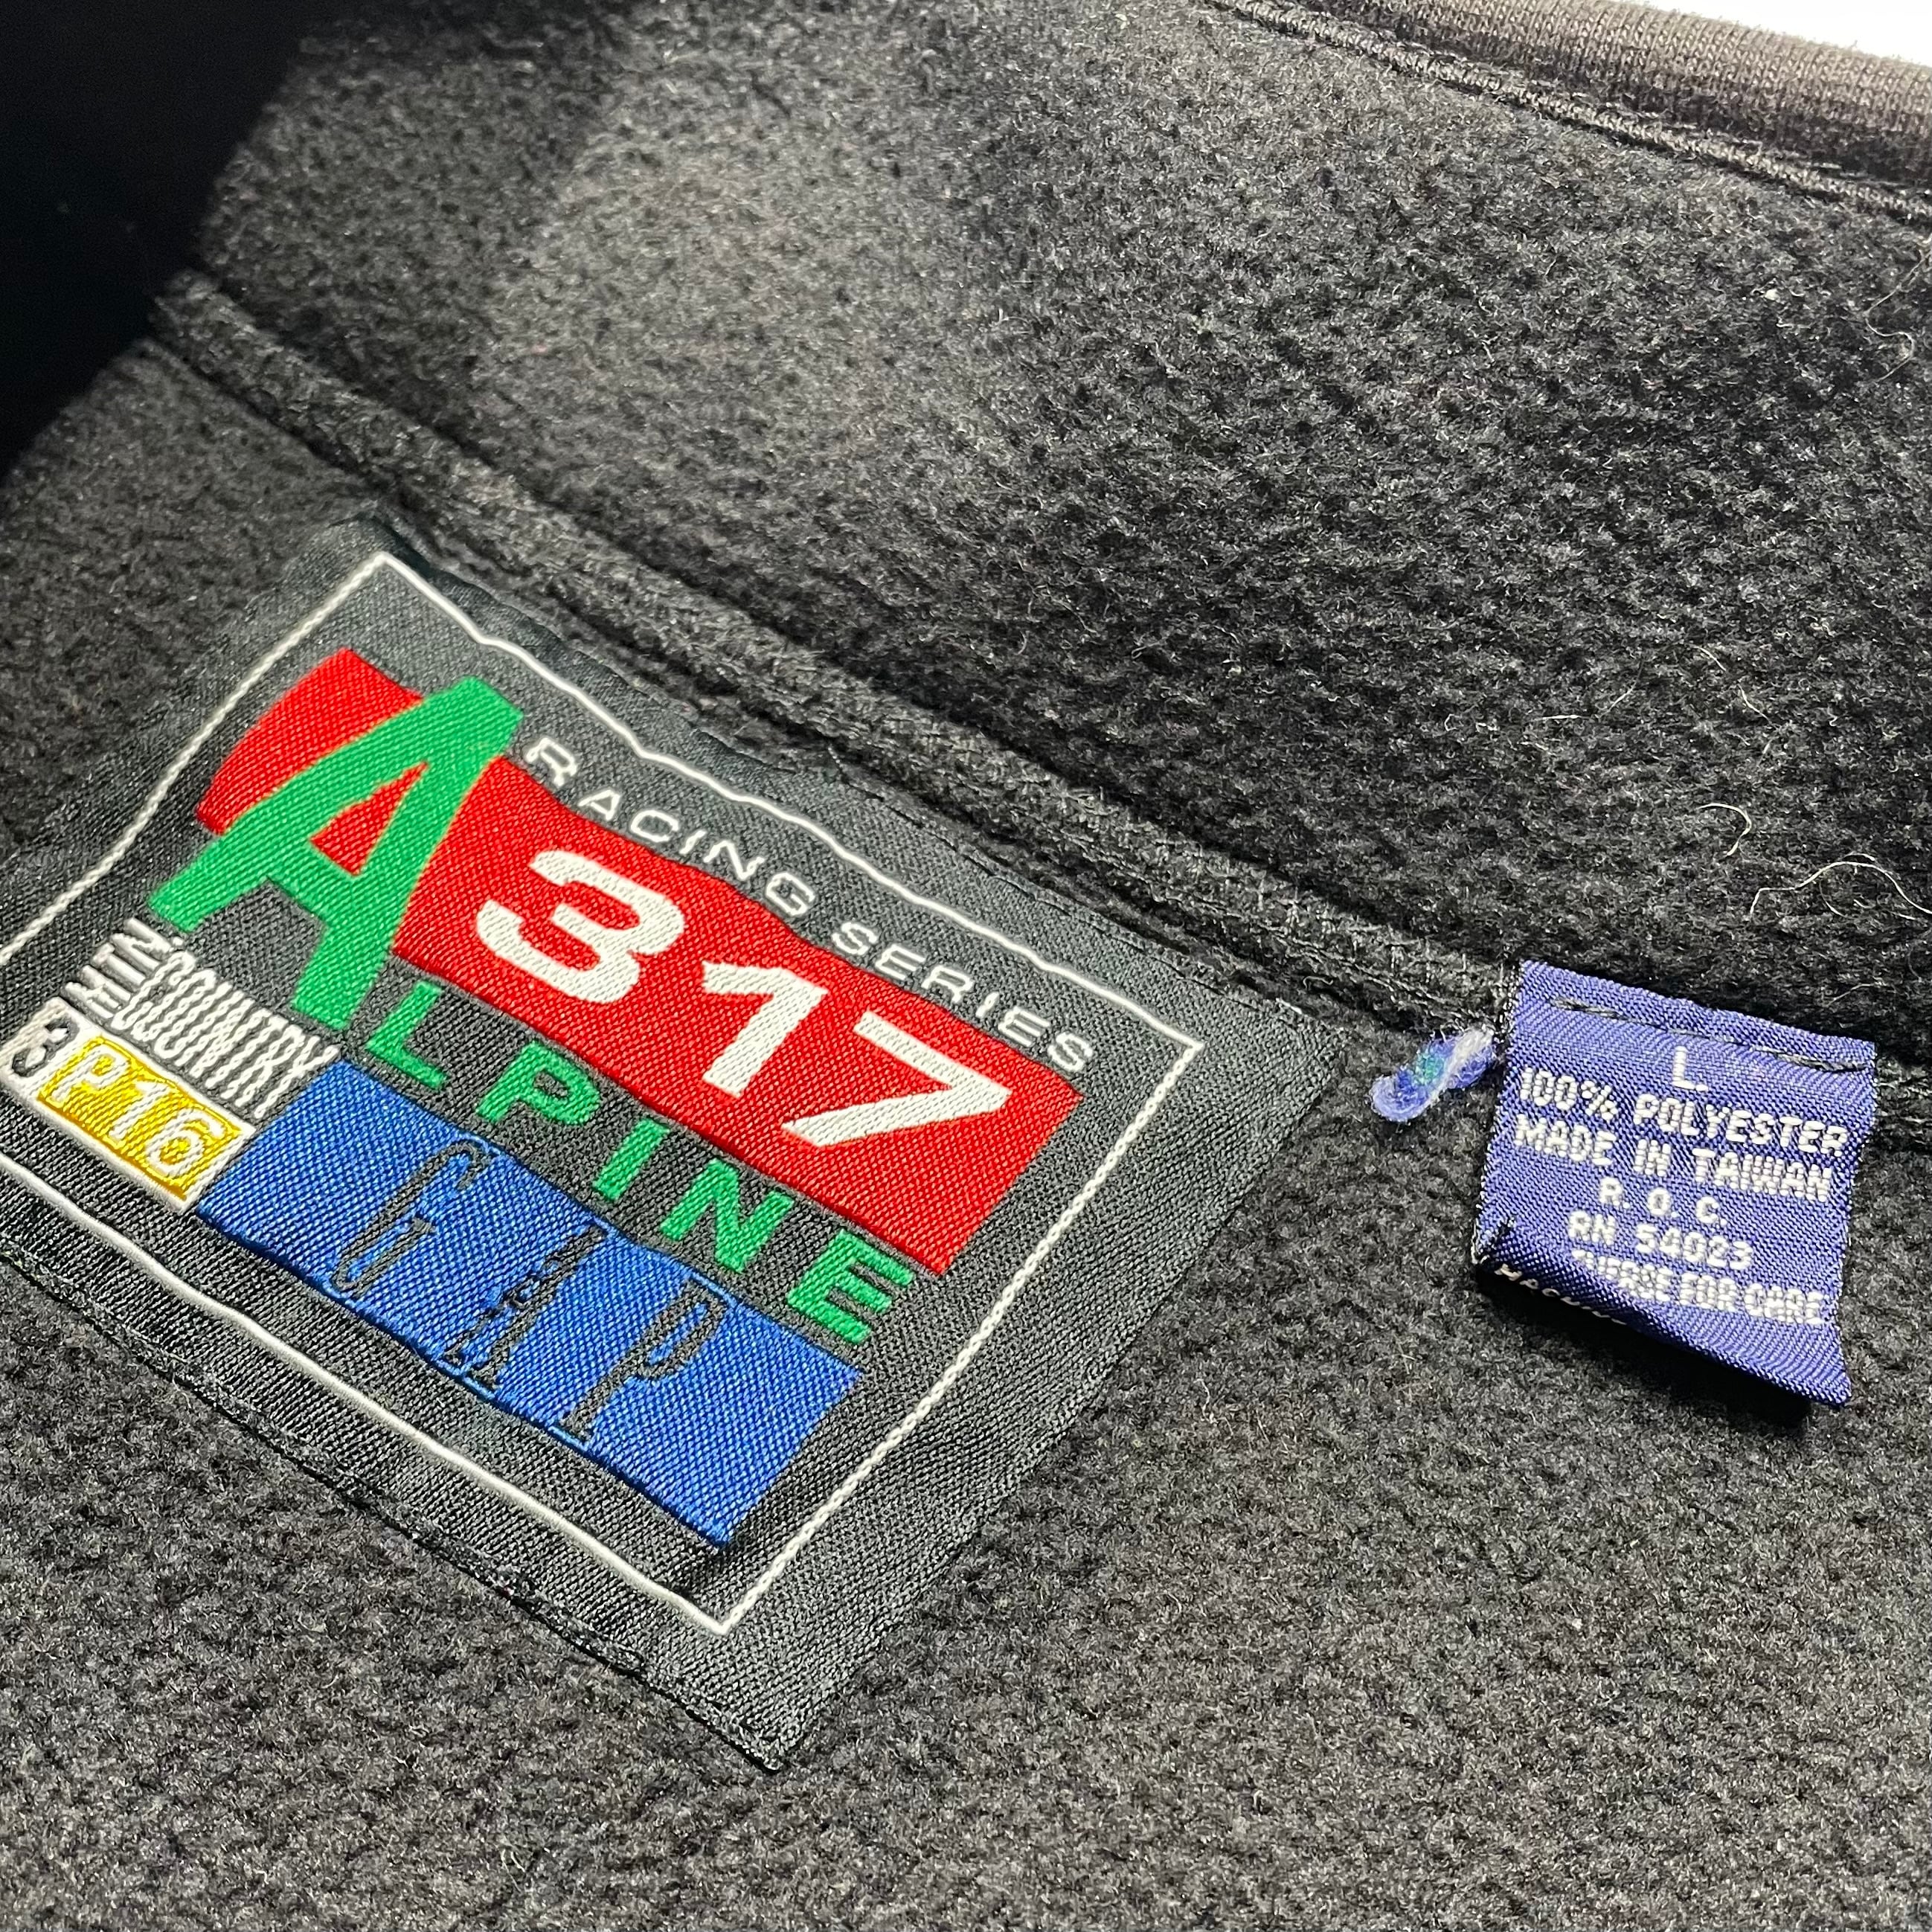 RACING SERIES
317
ALPINE
MTN.
COUNTRY
3 P16
GAP
L.
100% POLYESTER
MADE IN TAIWAN
R. O. C.
RN 54023
REVERSE FOR CARE